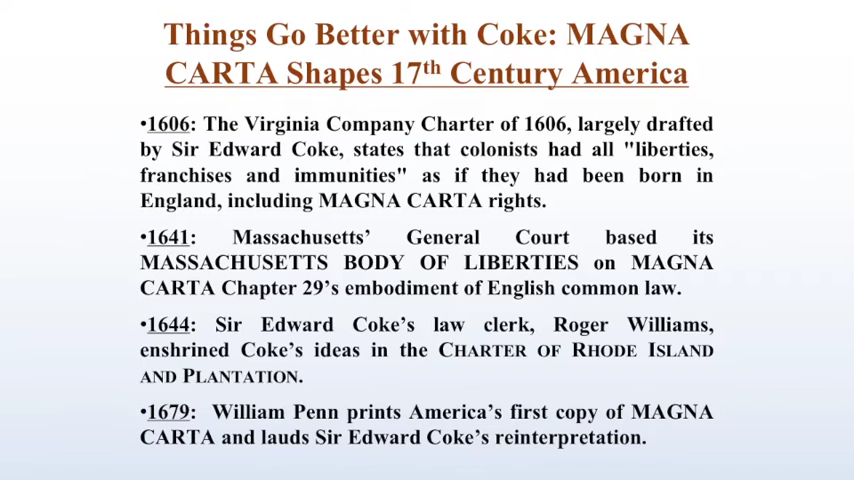 Things Go Better with Coke: MAGNA
CARTA Shapes 17th Century America
•1606: The Virginia Company Charter of 1606, largely drafted
by Sir Edward Coke, states that colonists had all "liberties,
franchises and immunities" as if they had been born in
England, including MAGNA CARTA rights.
•1641: Massachusetts’ General Court based its
MASSACHUSETTS BODY OF LIBERTIES on MAGNA
CARTA Chapter 29’s embodiment of English common law.
•1644: Sir Edward Coke’s law clerk, Roger Williams,
enshrined Coke’s ideas in the CHARTER OF RHODE ISLAND
AND PLANTATION.
•1679: William Penn prints America’s first copy of MAGNA
CARTA and lauds Sir Edward Coke’s reinterpretation.